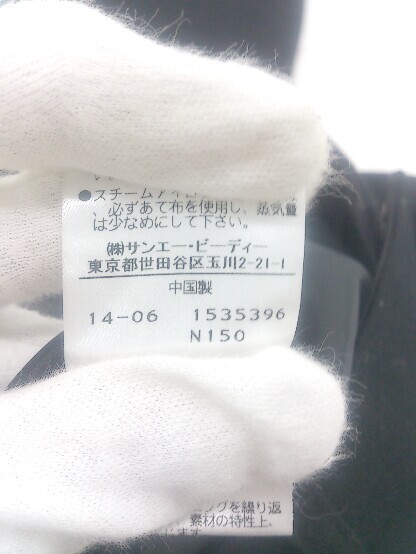 ●スチームアイ
、必ずあて布を使用し、蒸気量
は少なめにして下さい。
㈱サンエー・ビーディー
東京都世田谷区玉川2-21-1
中国製
14-06 1535396
N150
グを繰り返
素材の特性上、
じます